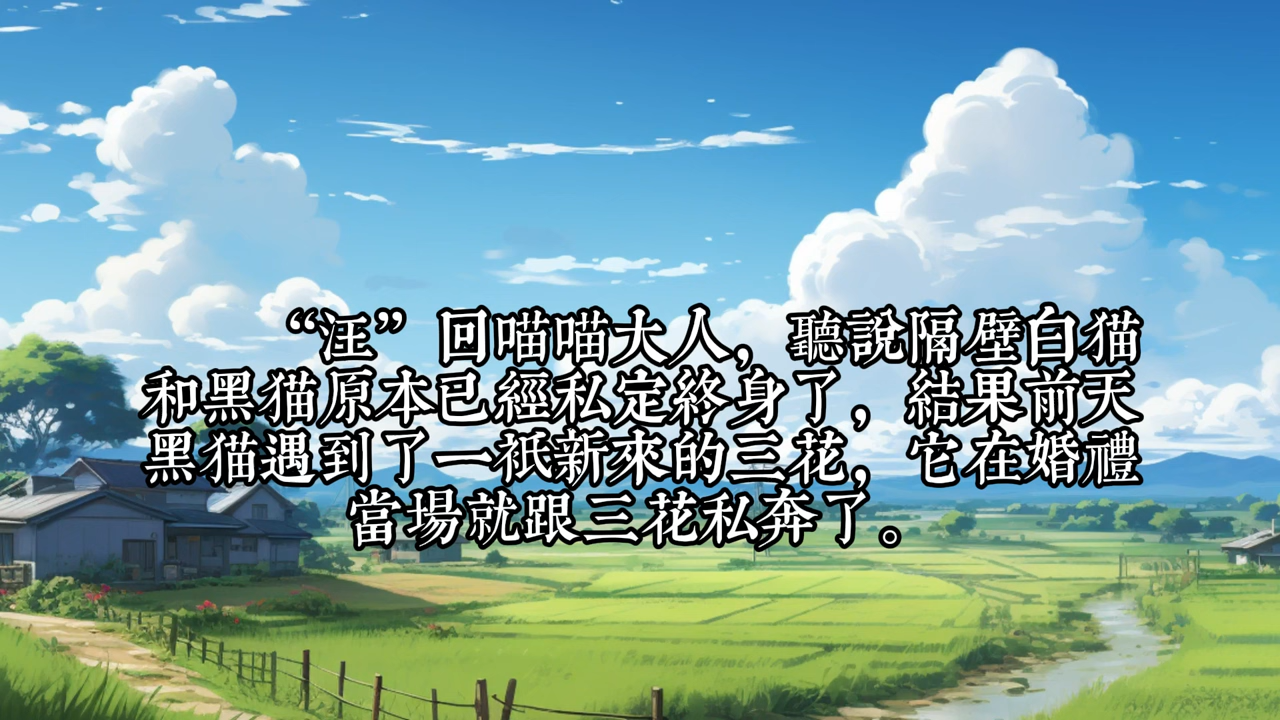 “汪”回喵喵大人，聽說隔壁白猫
和黑猫原本已經私定終身了，結果前天
黑猫遇到了一衹新來的三花，它在婚禮
當場就跟三花私奔了。